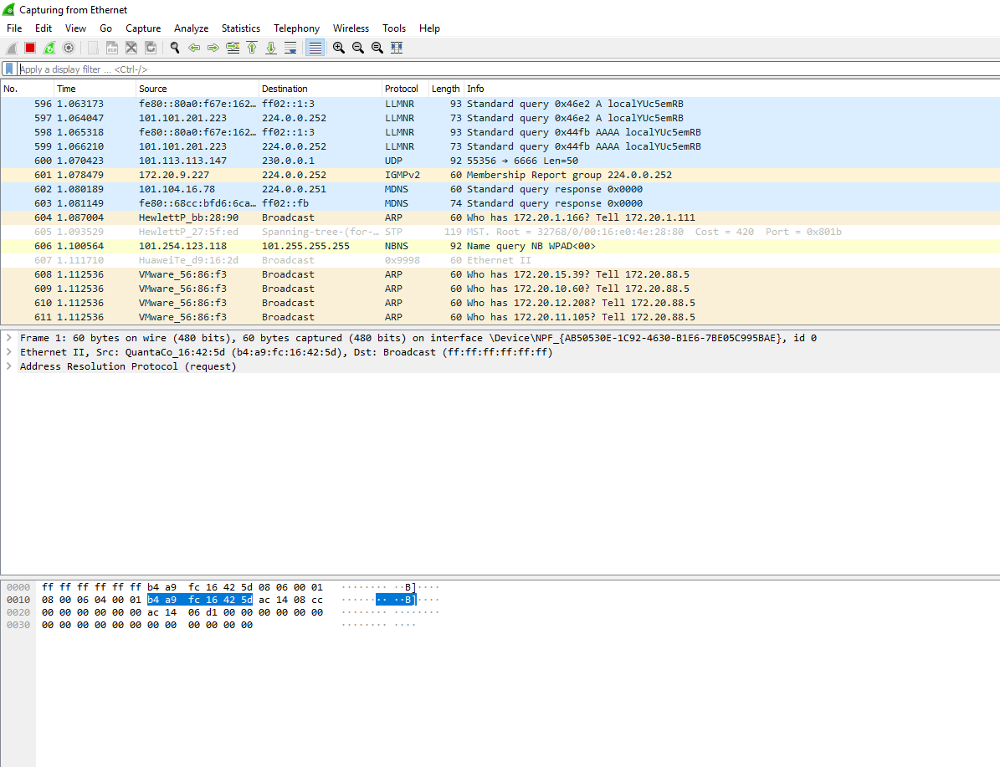 Capturing from Ethernet
File Edit View Go Capture Analyze Statistics Telephony Wireless Tools Help
Apply a display filter ... <Ctrl-/>
No. Time Source Destination Protocol Length Info
596 1.063173 fe80::80a0:f67e:162… ff02::1:3 LLMNR 93 Standard query 0x46e2 A localYUc5emRB
597 1.064047 101.101.201.223 224.0.0.252 LLMNR 73 Standard query 0x46e2 A localYUc5emRB
598 1.065318 fe80::80a0:f67e:162… ff02::1:3 LLMNR 93 Standard query 0x44fb AAAA localYUc5emRB
599 1.066210 101.101.201.223 224.0.0.252 LLMNR 73 Standard query 0x44fb AAAA localYUc5emRB
600 1.070423 101.113.113.147 230.0.0.1 UDP 92 55356 → 6666 Len=50
601 1.078479 172.20.9.227 224.0.0.252 IGMPv2 60 Membership Report group 224.0.0.252
602 1.080189 101.104.16.78 224.0.0.251 MDNS 60 Standard query response 0x0000
603 1.081149 fe80::68cc:bfd6:6ca… ff02::fb MDNS 74 Standard query response 0x0000
604 1.087004 HewlettP_bb:28:90 Broadcast ARP 60 Who has 172.20.1.166? Tell 172.20.1.111
605 1.093529 HewlettP_27:5f:ed Spanning-tree-(for-… STP 119 MST. Root = 32768/0/00:16:e0:4e:28:80 Cost = 420 Port = 0x801b
606 1.100564 101.254.123.118 101.255.255.255 NBNS 92 Name query NB WPAD<00>
607 1.111710 HuaweiTe_d9:16:2d Broadcast 0x9998 60 Ethernet II
608 1.112536 VMware_56:86:f3 Broadcast ARP 60 Who has 172.20.15.39? Tell 172.20.88.5
609 1.112536 VMware_56:86:f3 Broadcast ARP 60 Who has 172.20.10.60? Tell 172.20.88.5
610 1.112536 VMware_56:86:f3 Broadcast ARP 60 Who has 172.20.12.208? Tell 172.20.88.5
611 1.112536 VMware_56:86:f3 Broadcast ARP 60 Who has 172.20.11.105? Tell 172.20.88.5
Frame 1: 60 bytes on wire (480 bits), 60 bytes captured (480 bits) on interface \Device\NPF_{AB50530E-1C92-4630-B1E6-7BE05C995BAE}, id 0
Ethernet II, Src: QuantaCo_16:42:5d (b4:a9:fc:16:42:5d), Dst: Broadcast (ff:ff:ff:ff:ff:ff)
Address Resolution Protocol (request)
0000 ff ff ff ff ff ff b4 a9 fc 16 42 5d 08 06 00 01 ········ ··B]····
0010 08 00 06 04 00 01 b4 a9 fc 16 42 5d ac 14 08 cc ········ ··B]····
0020 00 00 00 00 00 00 ac 14 06 d1 00 00 00 00 00 00 ········ ········
0030 00 00 00 00 00 00 00 00 00 00 00 00 ········ ····